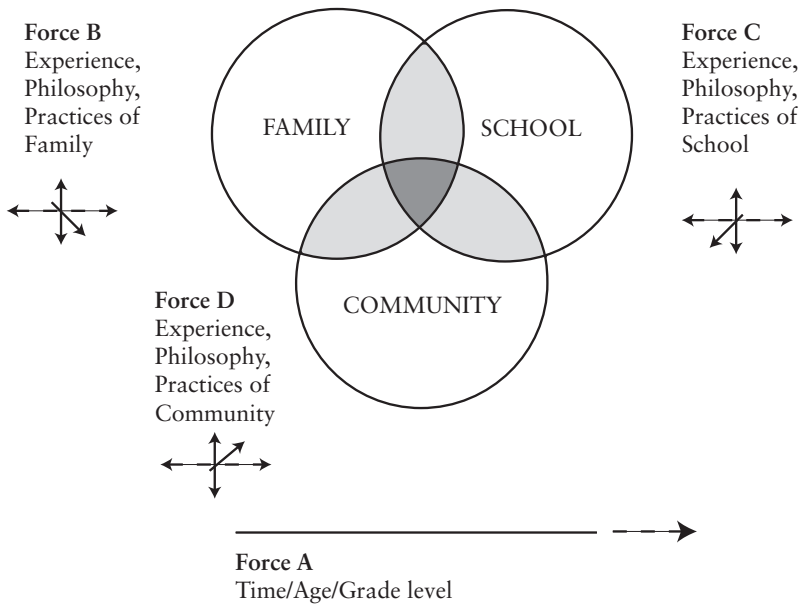 Force B
Experience,
Philosophy,
Practices of
Family
FAMILY
SCHOOL
Force C
Experience,
Philosophy,
Practices of
School
COMMUNITY
Force D
Experience,
Philosophy,
Practices of
Community
Force A
Time/Age/Grade level